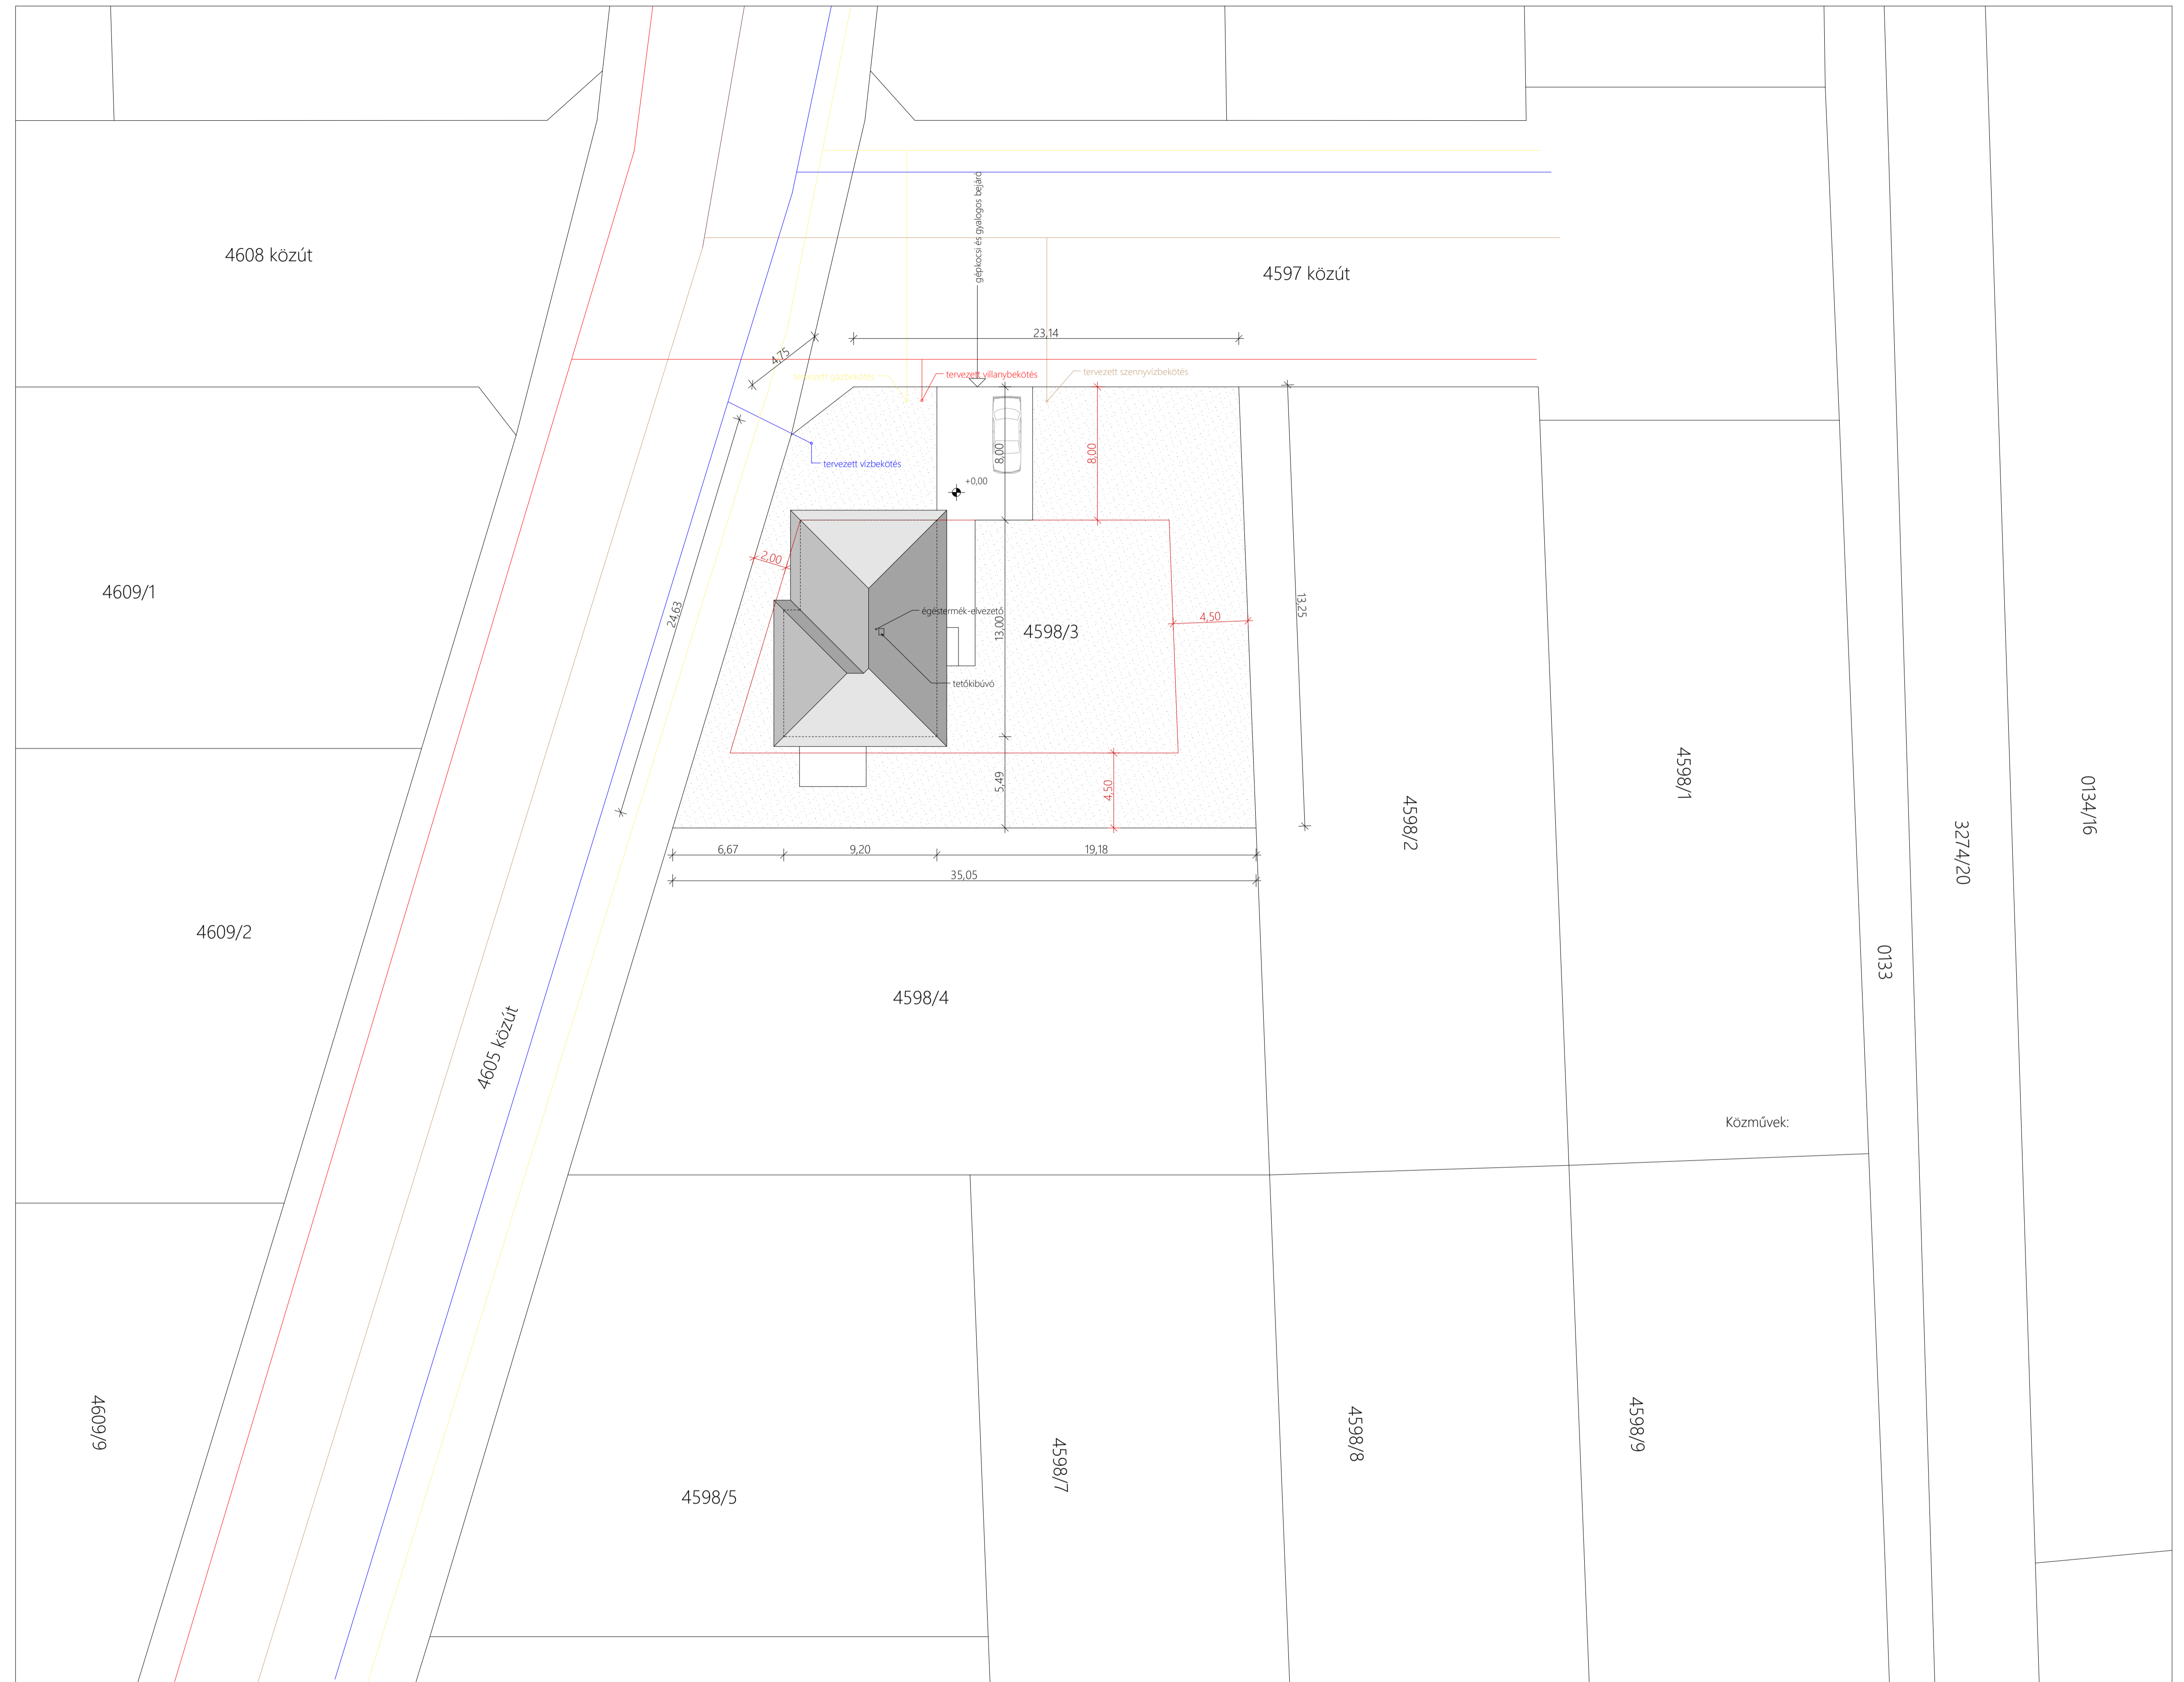 4608 közút
gépkocsi és gyalogos bejáró
4597 közút
23,14
4,75
tervezett gázbekötés
tervezett villanybekötés
tervezett szennyvízbekötés
8,00
8,00
tervezett vízbekötés
+0,00
2,00
4609/1
24,63
égéstermék-elvezető
13,00
4598/3
4,50
13,25
tetőkibúvó
5,49
4,50
4598/2
4598/1
3274/20
0134/16
6,67
9,20
19,18
35,05
4609/2
4598/4
0133
4605 közút
Közművek:
4609/9
4598/5
4598/7
4598/8
4598/9